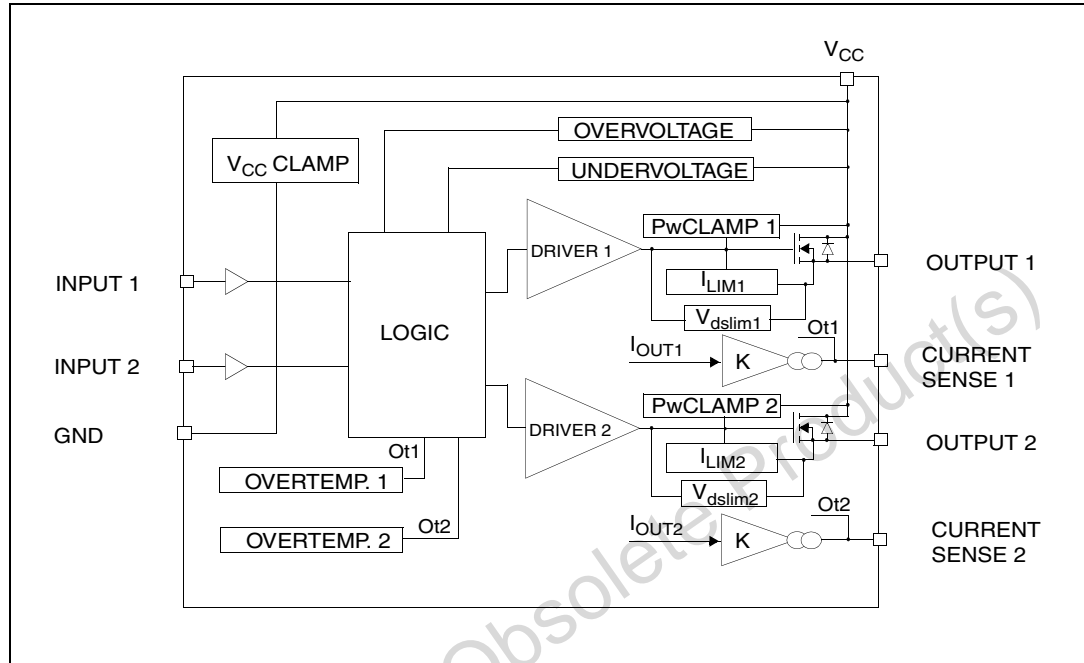 VCC
OVERVOLTAGE
VCC CLAMP
UNDERVOLTAGE
PwCLAMP 1
DRIVER 1
OUTPUT 1
INPUT 1
ILIM1
LOGIC
Vdslim1
Ot1
IOUT1
K
CURRENT
SENSE 1
INPUT 2
PwCLAMP 2
GND
DRIVER 2
OUTPUT 2
Ot1
ILIM2
OVERTEMP. 1
Vdslim2
Ot2
Ot2
IOUT2
K
CURRENT
SENSE 2
OVERTEMP. 2
Obsolete Product(s)